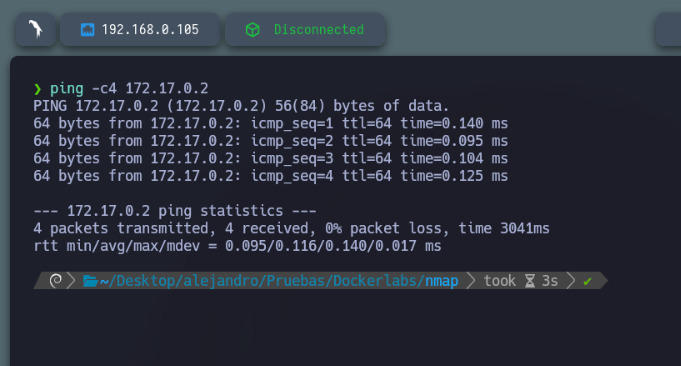 192.168.0.105 Disconnected
❯ ping -c4 172.17.0.2
PING 172.17.0.2 (172.17.0.2) 56(84) bytes of data.
64 bytes from 172.17.0.2: icmp_seq=1 ttl=64 time=0.140 ms
64 bytes from 172.17.0.2: icmp_seq=2 ttl=64 time=0.095 ms
64 bytes from 172.17.0.2: icmp_seq=3 ttl=64 time=0.104 ms
64 bytes from 172.17.0.2: icmp_seq=4 ttl=64 time=0.125 ms
--- 172.17.0.2 ping statistics ---
4 packets transmitted, 4 received, 0% packet loss, time 3041ms
rtt min/avg/max/mdev = 0.095/0.116/0.140/0.017 ms
~/Desktop/alejandro/Pruebas/Dockerlabs/nmap took 3s ✔